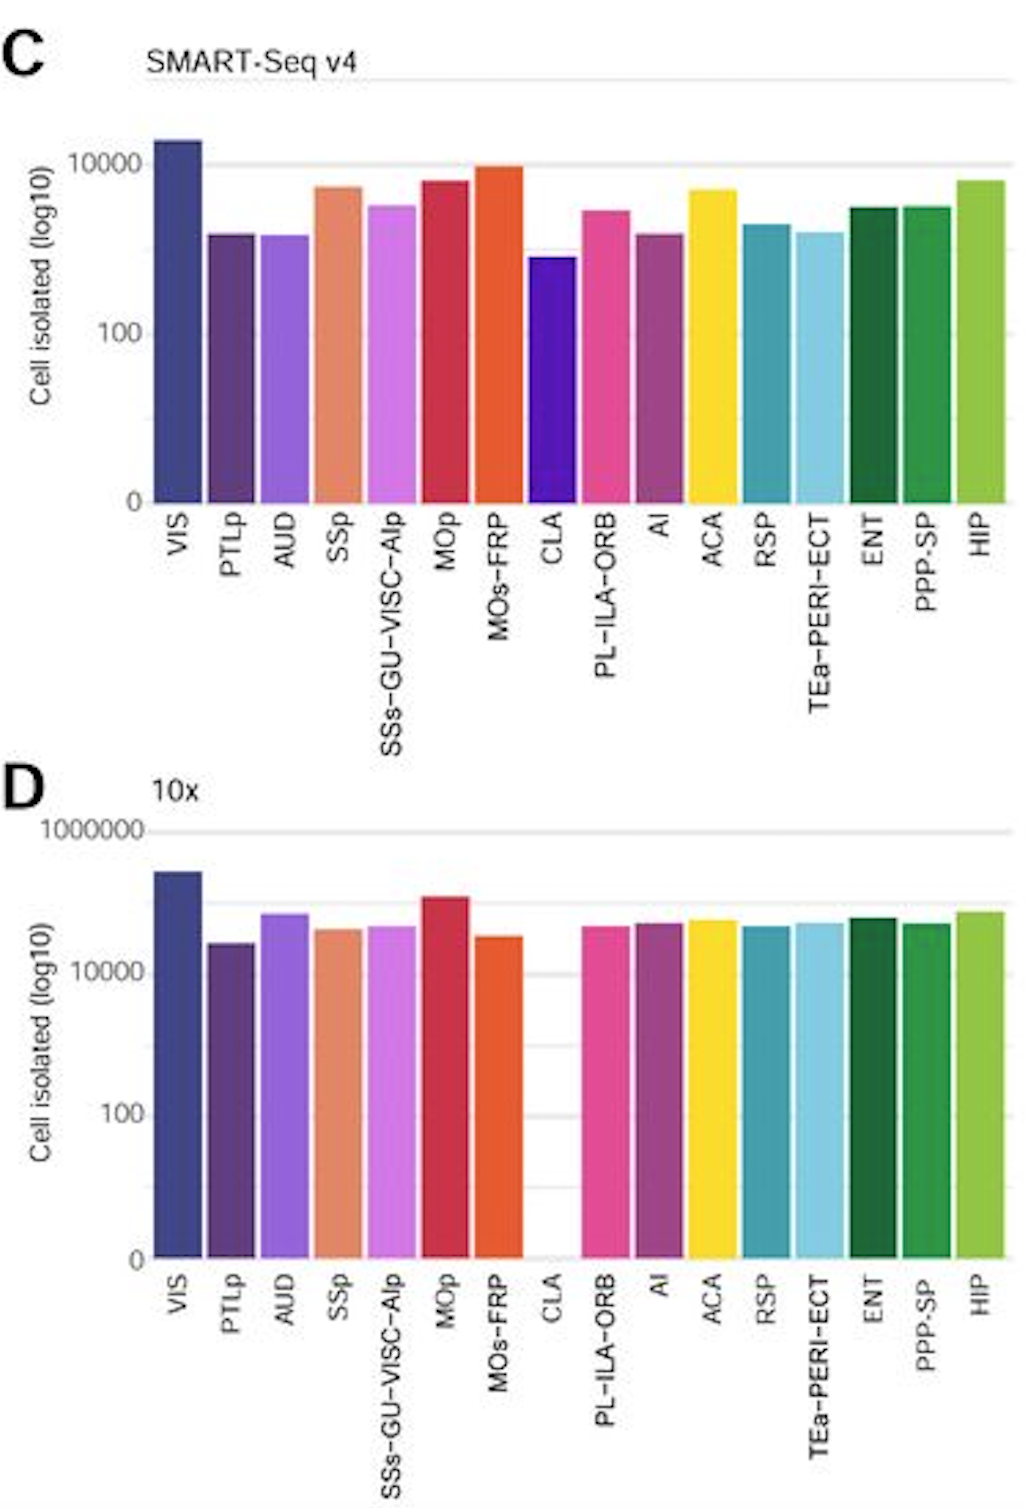 C
SMART-Seq v4
Cell isolated (log10)
10000
100
0
VIS
PTLp
AUD
SSp
SSs-GU-VISC-AIp
MOp
MOs-FRP
CLA
PL-ILA-ORB
AI
ACA
RSP
TEa-PERI-ECT
ENT
PPP-SP
HIP
D
10x
Cell isolated (log10)
1000000
10000
100
0
VIS
PTLp
AUD
SSp
SSs-GU-VISC-AIp
MOp
MOs-FRP
CLA
PL-ILA-ORB
AI
ACA
RSP
TEa-PERI-ECT
ENT
PPP-SP
HIP